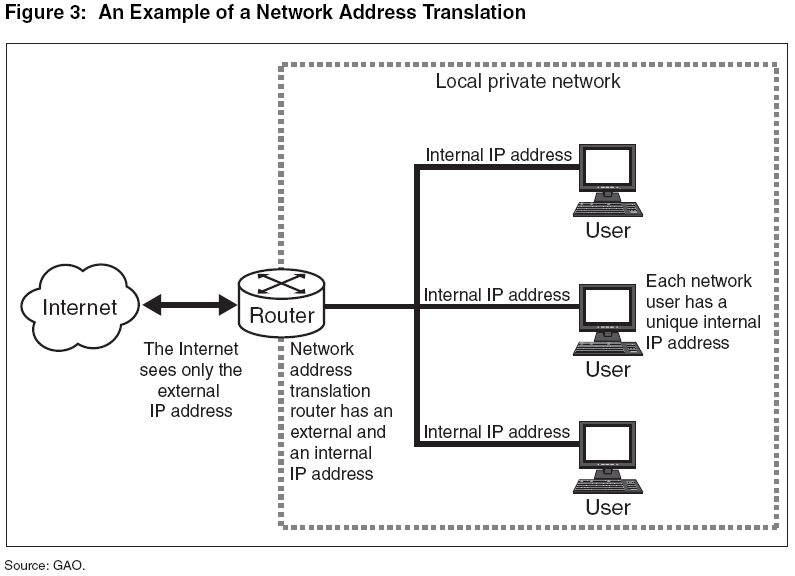 Figure 3: An Example of a Network Address Translation
Local private network
Internal IP address
User
Internet
Router
Internal IP address
User
Each network
user has a
unique internal
IP address
The Internet
sees only the
external
IP address
Network
address
translation
router has an
external and
an internal
IP address
Internal IP address
User
Source: GAO.